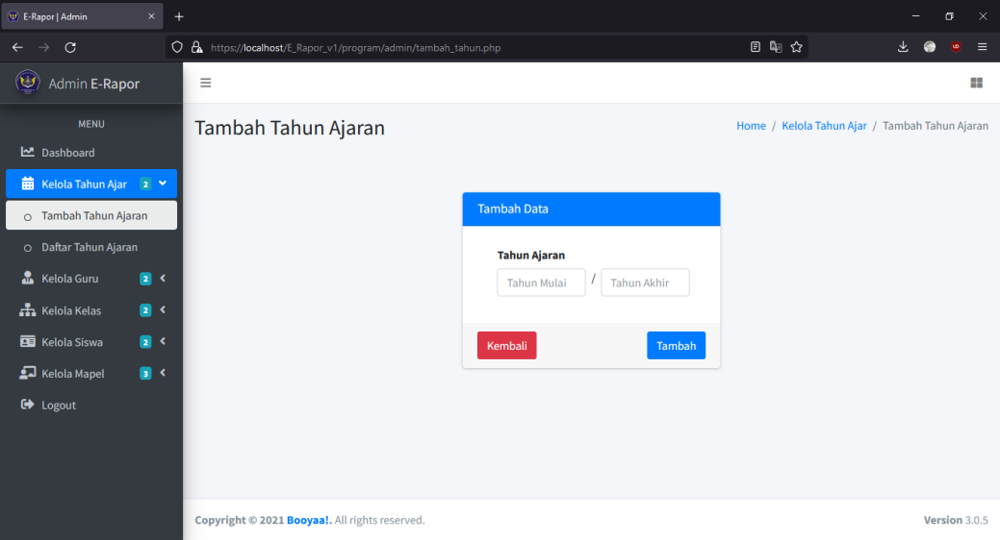 E-Rapor | Admin
https://localhost/E_Rapor_v1/program/admin/tambah_tahun.php
Admin E-Rapor
MENU
Dashboard
Kelola Tahun Ajar 2
Tambah Tahun Ajaran
Daftar Tahun Ajaran
Kelola Guru 2
Kelola Kelas 2
Kelola Siswa 2
Kelola Mapel 3
Logout
Tambah Tahun Ajaran
Home / Kelola Tahun Ajar / Tambah Tahun Ajaran
Tambah Data
Tahun Ajaran
Tahun Mulai / Tahun Akhir
Kembali Tambah
Copyright © 2021 Booyaa!. All rights reserved.
Version 3.0.5